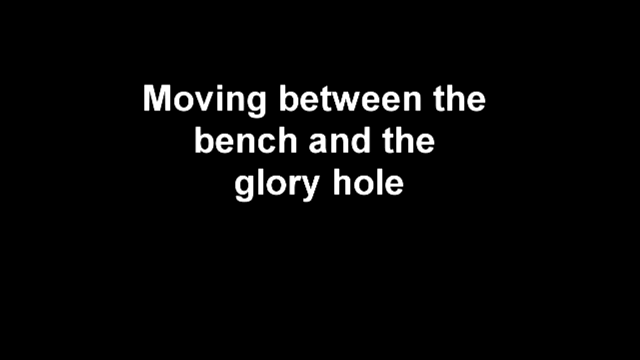 Moving between the
bench and the
glory hole